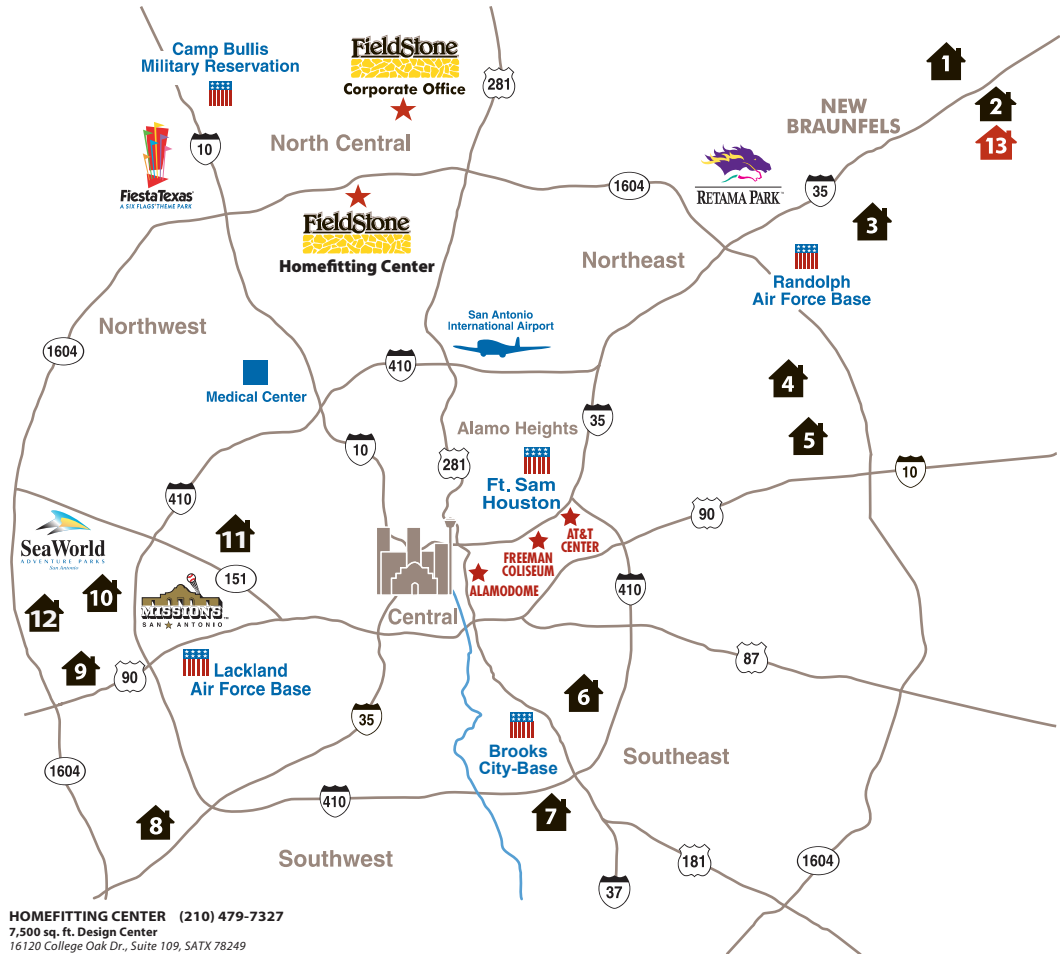 Camp Bullis
Military Reservation
FieldStone
Corporate Office
281
1
2
13
NEW
BRAUNFELS
North Central
10
FiestaTexas
A SIX FLAGS THEME PARK
1604
RETAMA PARK
35
3
FieldStone
Homefitting Center
Northeast
Randolph
Air Force Base
Northwest
San Antonio
International Airport
1604
410
Medical Center
4
35
Alamo Heights
5
10
281
Ft. Sam
Houston
10
410
90
SeaWorld
ADVENTURE PARKS
San Antonio
11
AT&T
CENTER
FREEMAN
COLISEUM
ALAMODOME
151
410
10
12
MISSIONS
SAN ANTONIO
Central
9
90
Lackland
Air Force Base
87
6
35
Brooks
City-Base
Southeast
1604
410
7
8
Southwest
181
1604
37
HOMEFITTING CENTER (210) 479-7327
7,500 sq. ft. Design Center
16120 College Oak Dr., Suite 109, SATX 78249